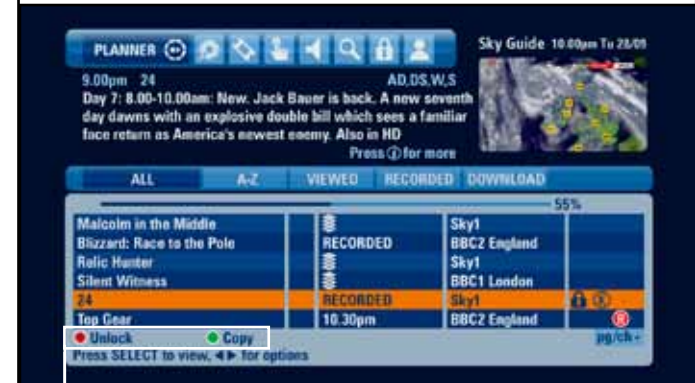 PLANNER
Sky Guide 10.00pm Tu 28/05
9.00pm 24 AD,DS,W,S
Day 7: 8.00-10.00am: New. Jack Bauer is back. A new seventh
day dawns with an explosive double bill which sees a familiar
face return as America's newest enemy. Also in HD
Press i for more
ALL A-Z VIEWED RECORDED DOWNLOAD
55%
Malcolm in the Middle Sky1
Blizzard: Race to the Pole RECORDED BBC2 England
Relic Hunter Sky1
Silent Witness BBC1 London
24 RECORDED Sky1 K
Top Gear 10.30pm BBC2 England R
Unlock Copy pg/ch+
Press SELECT to view, ◀▶ for options